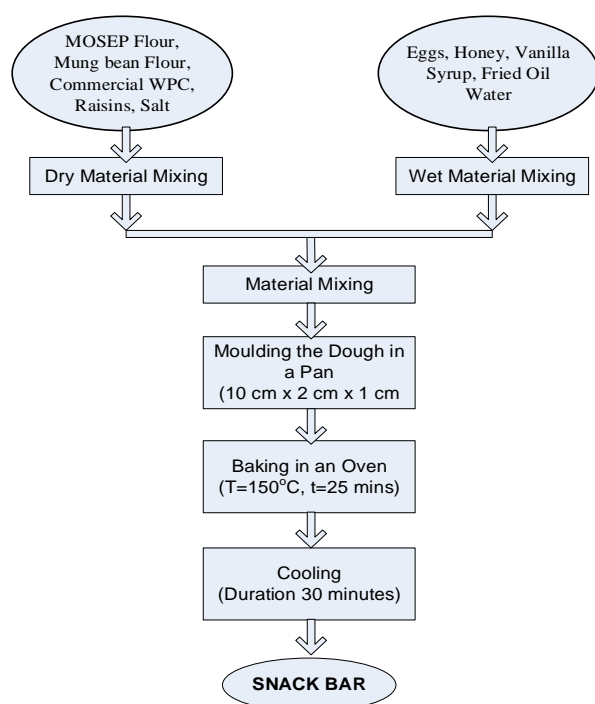 MOSEP Flour,
Mung bean Flour,
Commercial WPC,
Raisins, Salt
Eggs, Honey, Vanilla
Syrup, Fried Oil
Water
Dry Material Mixing
Wet Material Mixing
Material Mixing
Moulding the Dough in
a Pan
(10 cm x 2 cm x 1 cm
Baking in an Oven
(T=150°C, t=25 mins)
Cooling
(Duration 30 minutes)
SNACK BAR